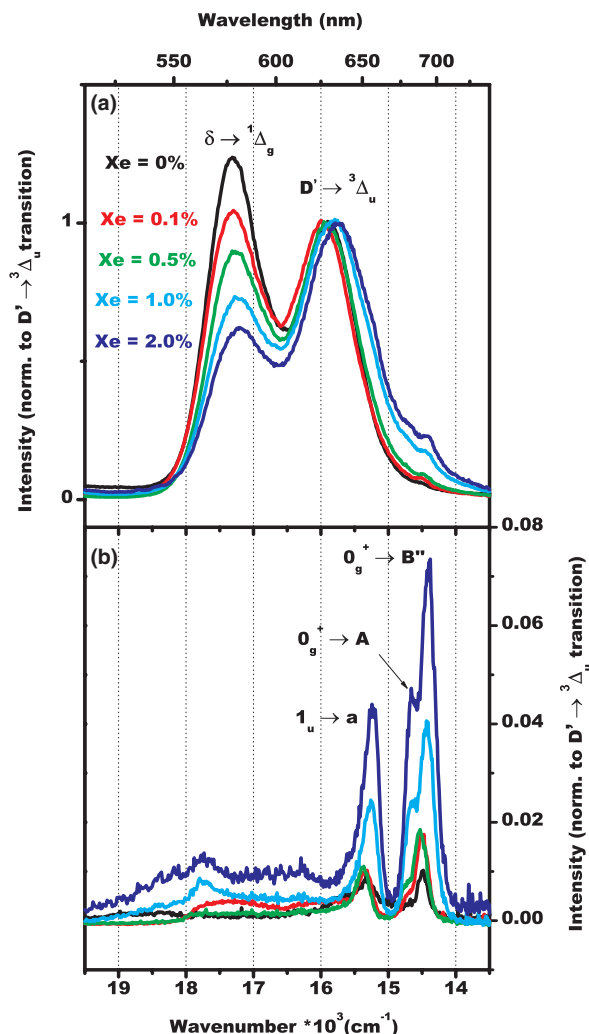 Wavelength (nm)
550 600 650 700
(a)
δ → ¹Δg
Xe = 0%
D' → ³Δu
Xe = 0.1%
Xe = 0.5%
Xe = 1.0%
Xe = 2.0%
1
0
Intensity (norm. to D' → ³Δu transition)
(b)
0g⁺ → B"
0g⁺ → A
1u → a
0.08
0.06
0.04
0.02
0.00
Intensity (norm. to D' → ³Δu transition)
19 18 17 16 15 14
Wavenumber *10³(cm⁻¹)